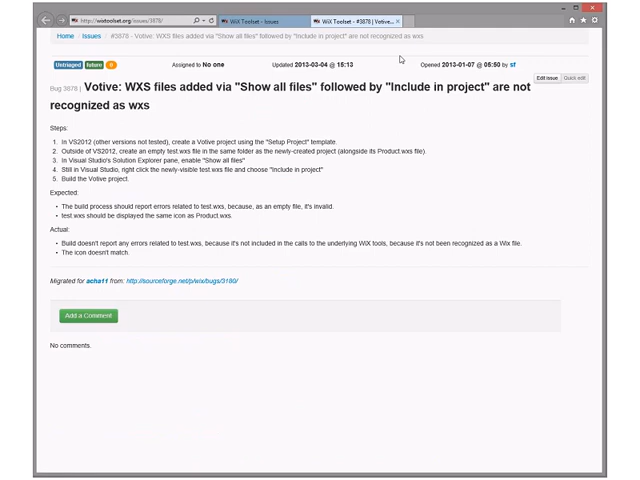 http://wixtoolset.org/issues/3878/
WiX Toolset - Issues
WiX Toolset - #3878 | Votive...
Home / Issues / #3878 - Votive: WXS files added via "Show all files" followed by "Include in project" are not recognized as wxs
Untriaged future 0 Assigned to No one Updated 2013-03-04 @ 15:13 Opened 2013-01-07 @ 05:50 by sf
Edit issue Quick edit
Bug 3878 | Votive: WXS files added via "Show all files" followed by "Include in project" are not
recognized as wxs
Steps:
1. In VS2012 (other versions not tested), create a Votive project using the "Setup Project" template.
2. Outside of VS2012, create an empty test.wxs file in the same folder as the newly-created project (alongside its Product.wxs file).
3. In Visual Studio's Solution Explorer pane, enable "Show all files"
4. Still in Visual Studio, right click the newly-visible test.wxs file and choose "Include in project"
5. Build the Votive project.
Expected:
• The build process should report errors related to test.wxs, because, as an empty file, it's invalid.
• test.wxs should be displayed the same icon as Product.wxs.
Actual:
• Build doesn't report any errors related to test.wxs, because it's not included in the calls to the underlying WiX tools, because it's not been recognized as a Wix file.
• The icon doesn't match.
Migrated for acha11 from: http://sourceforge.net/p/wix/bugs/3180/
Add a Comment
No comments.